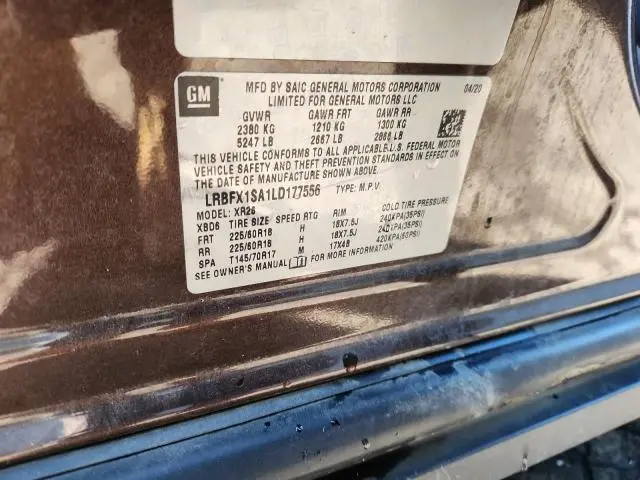 GM
MFD BY SAIC GENERAL MOTORS CORPORATION 04/20
LIMITED FOR GENERAL MOTORS LLC
GVWR GAWR FRT GAWR RR
2380 KG 1210 KG 1300 KG
5247 LB 2667 LB 2866 LB
THIS VEHICLE CONFORMS TO ALL APPLICABLE U.S. FEDERAL MOTOR
VEHICLE SAFETY AND THEFT PREVENTION STANDARDS IN EFFECT ON
THE DATE OF MANUFACTURE SHOWN ABOVE.
LRBFX1SA1LD177556 TYPE: M.P.V
MODEL: XR26
XBD6 TIRE SIZE SPEED RTG RIM COLD TIRE PRESSURE
FRT 225/60R18 H 18X7.5J 240KPA(35PSI)
RR 225/60R18 H 18X7.5J 240KPA(35PSI)
SPA T145/70R17 M 17X4B 420KPA(60PSI)
SEE OWNER'S MANUAL FOR MORE INFORMATION